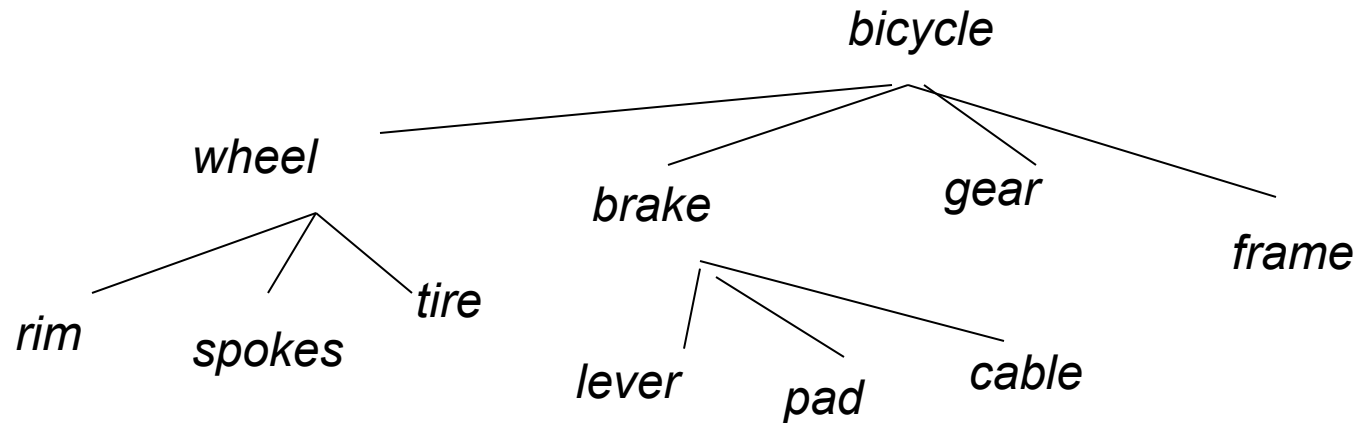 bicycle
wheel
brake
gear
frame
rim
spokes
tire
lever
pad
cable